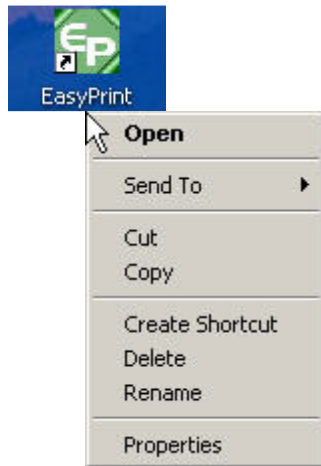 EP
EasyPrint
Open
Send To
Cut
Copy
Create Shortcut
Delete
Rename
Properties